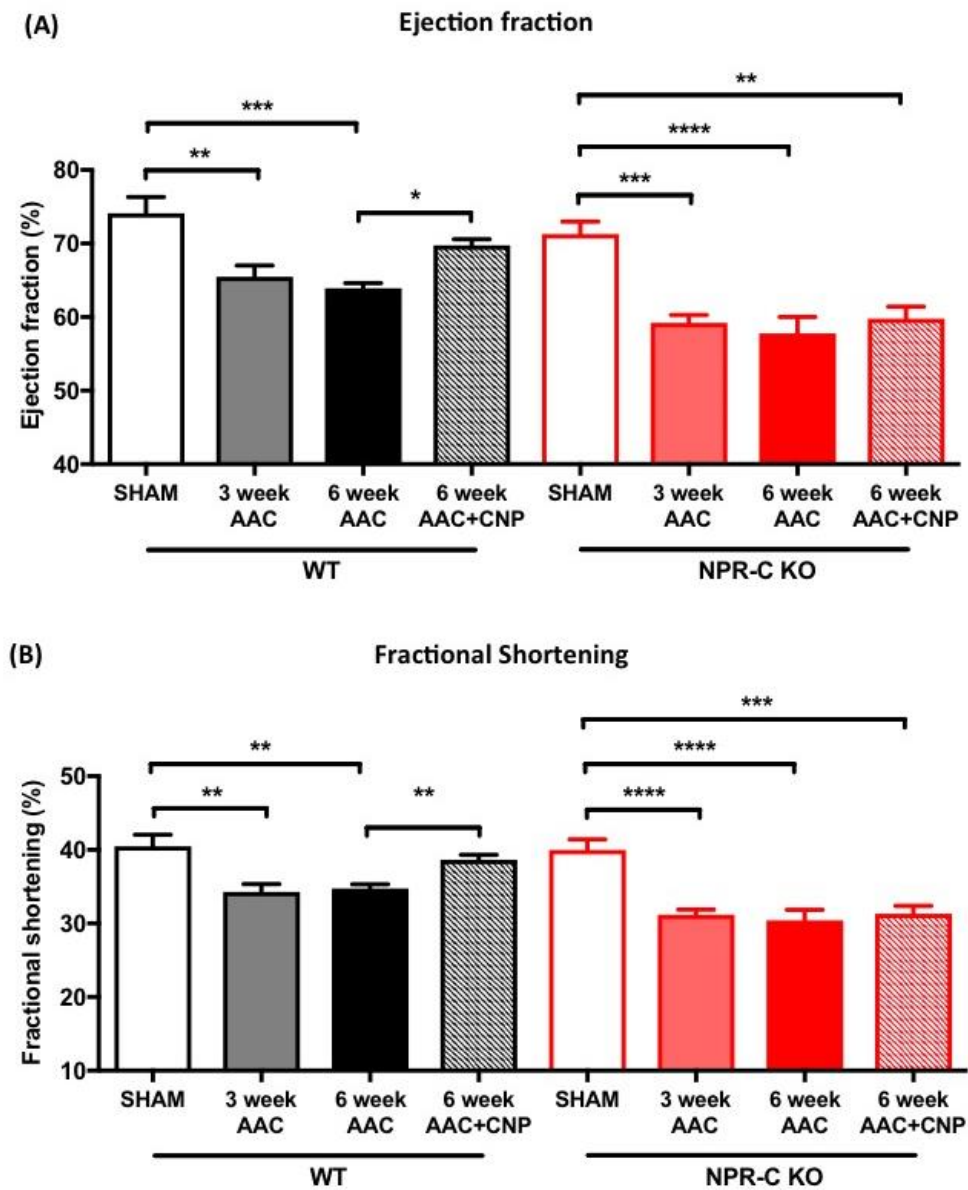 (A) Ejection fraction
**
***
****
**
***
*
Ejection fraction (%)
80
70
60
50
40
SHAM 3 week 6 week 6 week SHAM 3 week 6 week 6 week
AAC AAC AAC+CNP AAC AAC AAC+CNP
WT NPR-C KO
(B) Fractional Shortening
***
** ****
** ** ****
Fractional shortening (%)
50
40
30
20
10
SHAM 3 week 6 week 6 week SHAM 3 week 6 week 6 week
AAC AAC AAC+CNP AAC AAC AAC+CNP
WT NPR-C KO